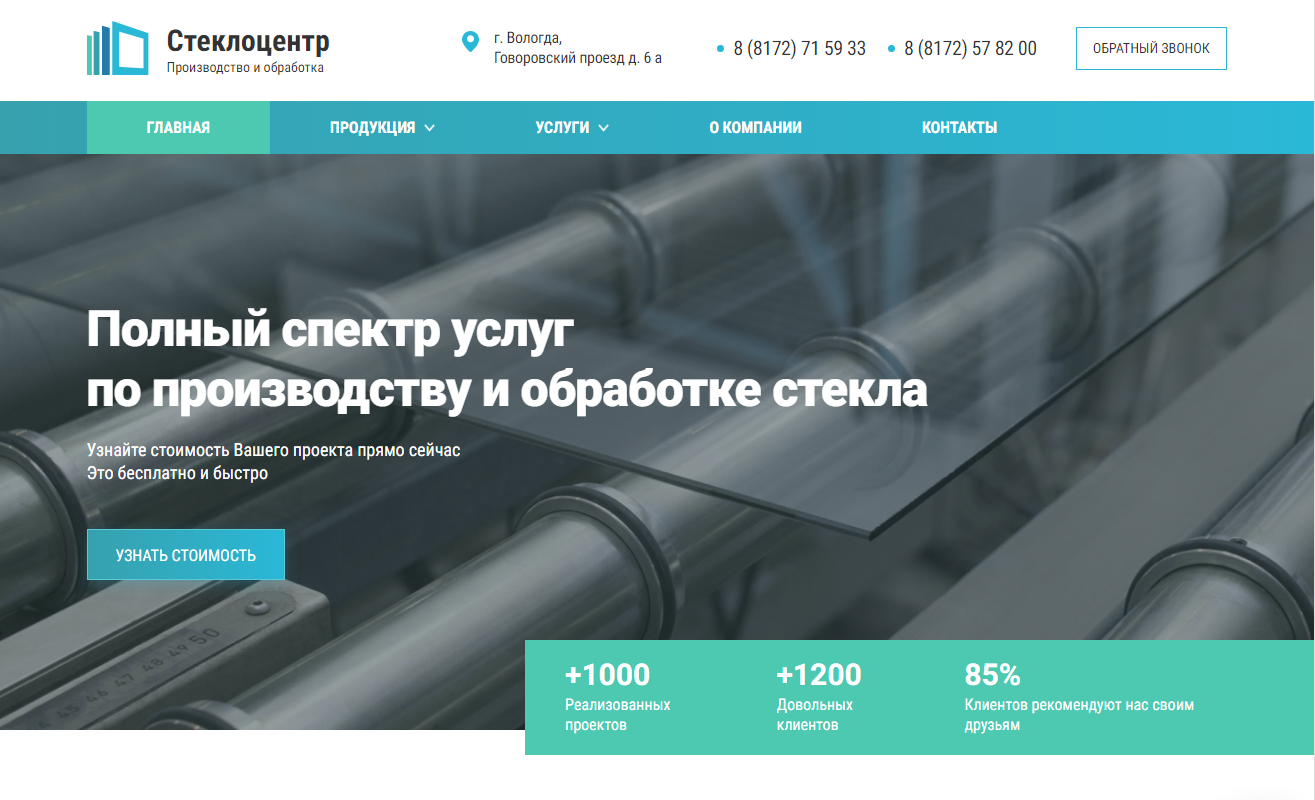 Стеклоцентр
Производство и обработка
г. Вологда,
Говоровский проезд д. 6 а
8 (8172) 71 59 33
8 (8172) 57 82 00
ОБРАТНЫЙ ЗВОНОК
ГЛАВНАЯ
ПРОДУКЦИЯ
УСЛУГИ
О КОМПАНИИ
КОНТАКТЫ
Полный спектр услуг
по производству и обработке стекла
Узнайте стоимость Вашего проекта прямо сейчас
Это бесплатно и быстро
УЗНАТЬ СТОИМОСТЬ
45 46 47 48 49 50
+1000
Реализованных
проектов
+1200
Довольных
клиентов
85%
Клиентов рекомендуют нас своим
друзьям